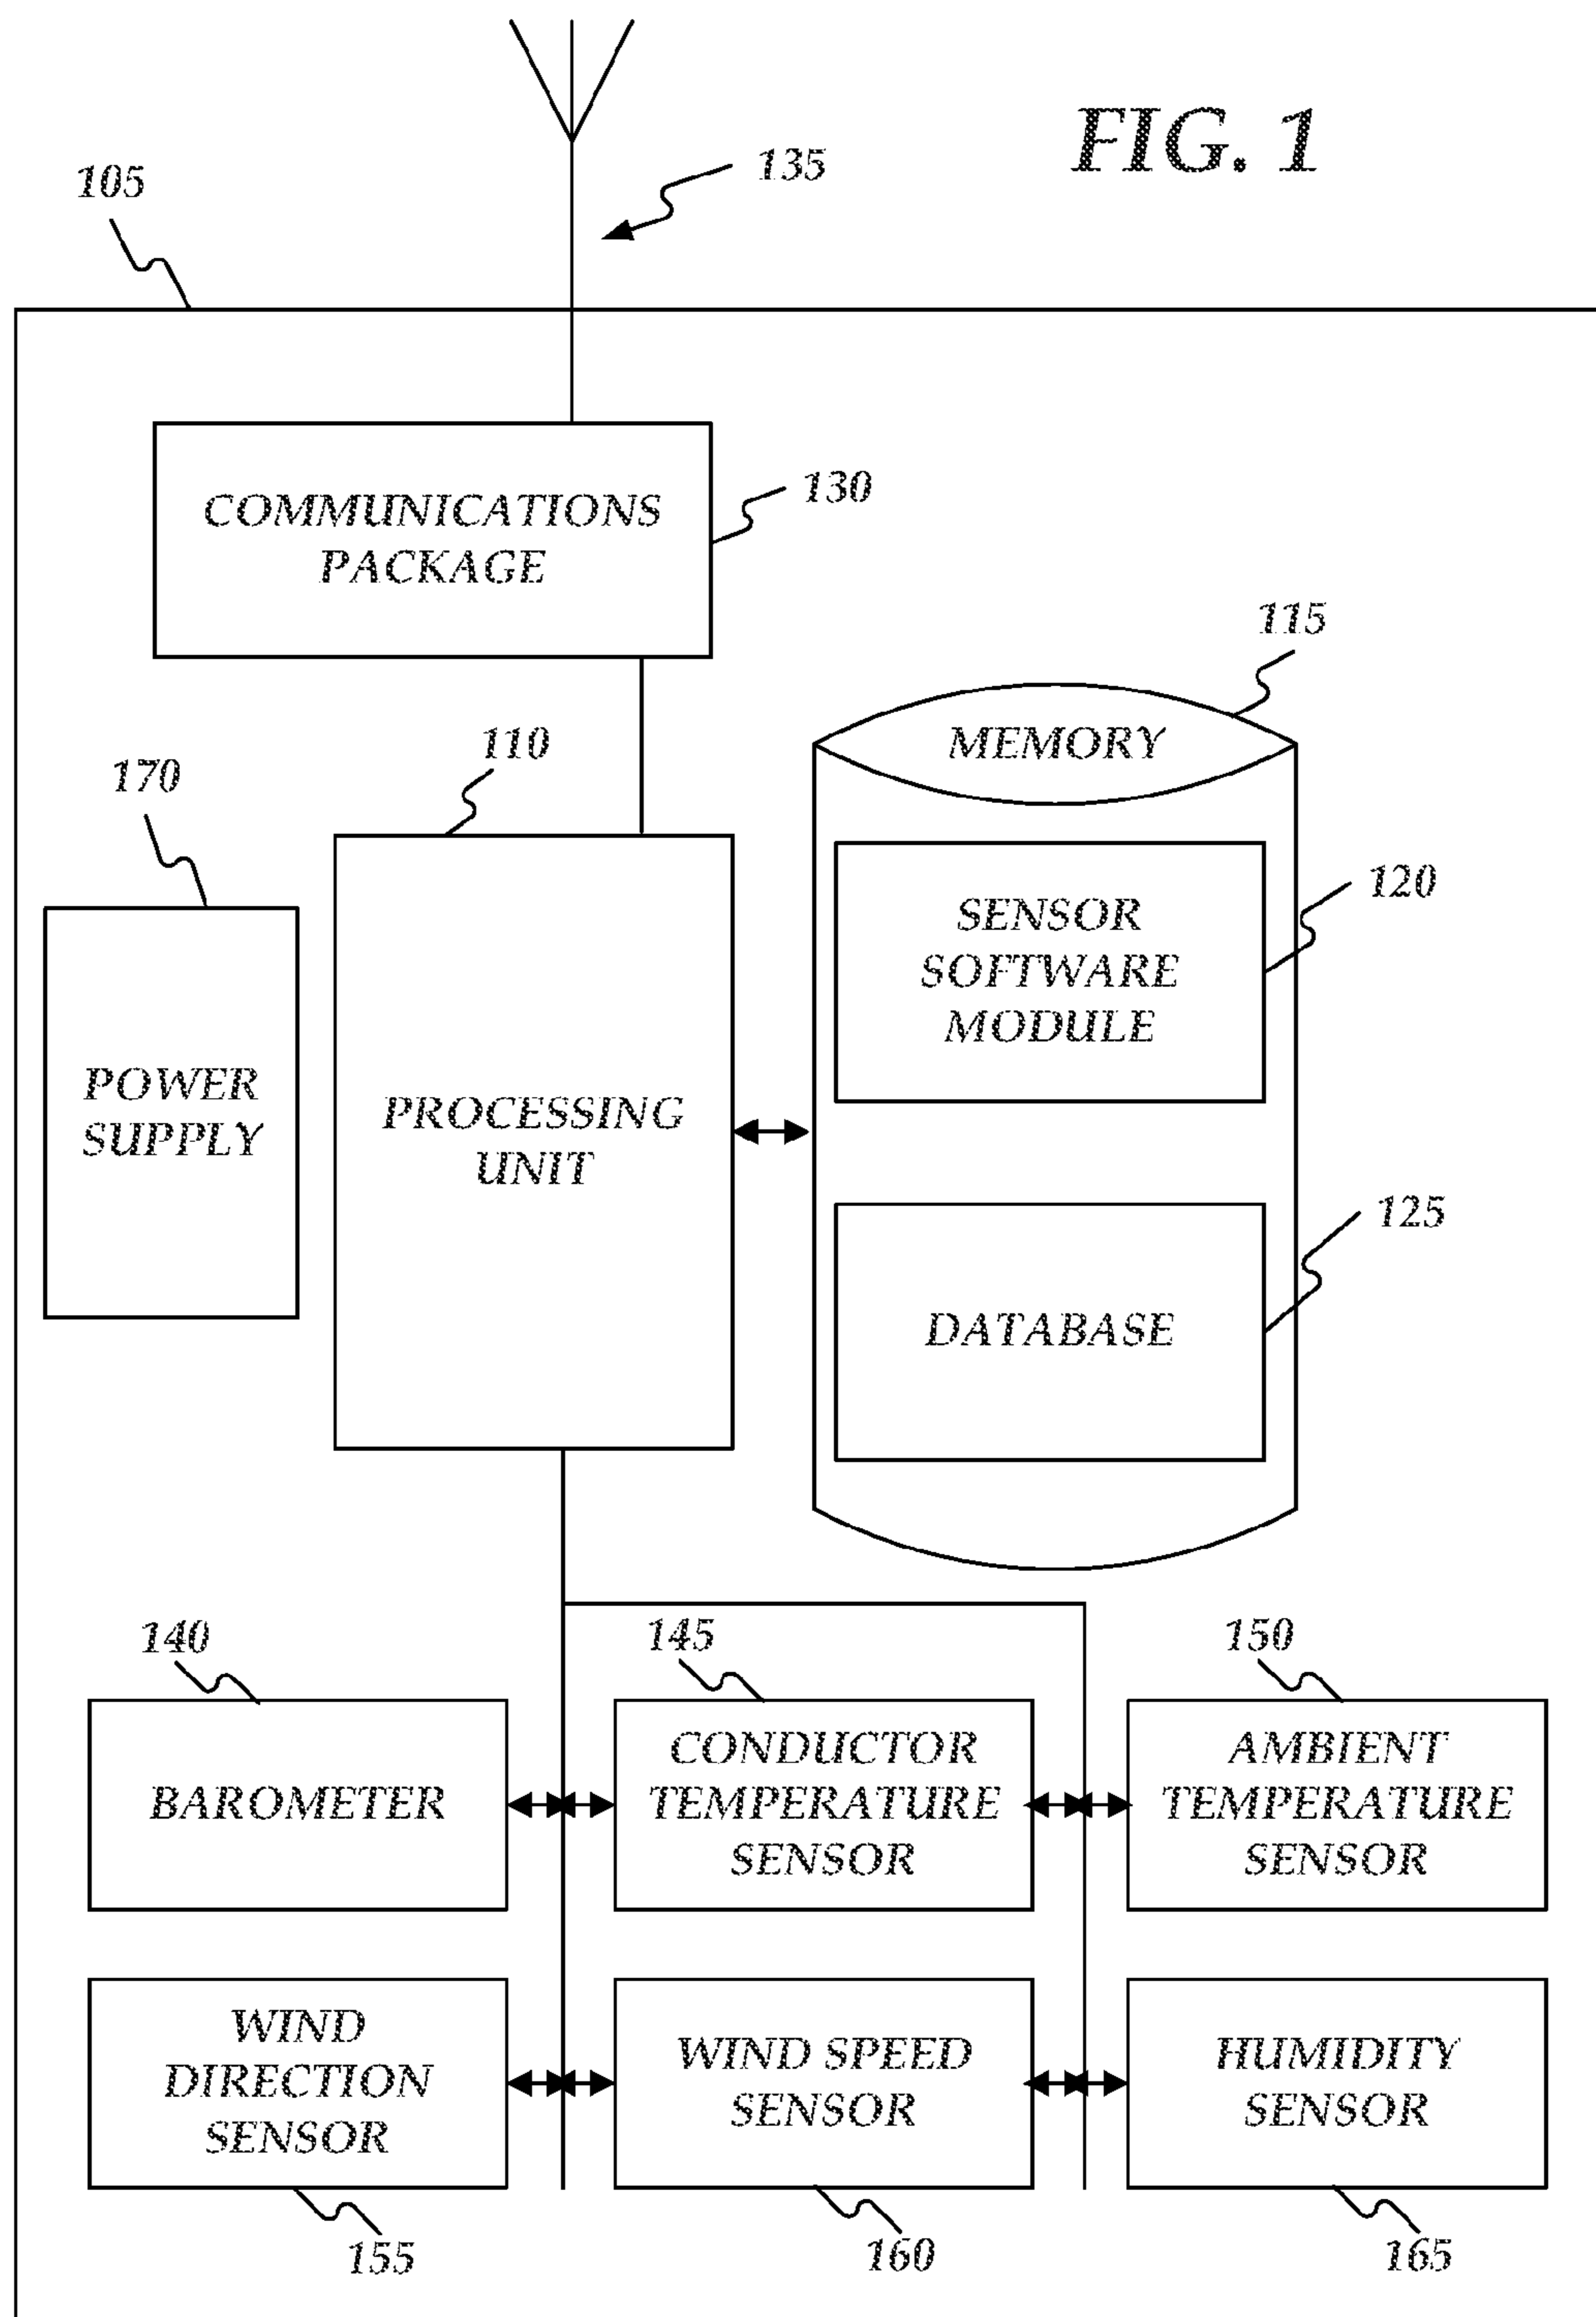 FIG. 1
135
105
COMMUNICATIONS
PACKAGE
130
115
MEMORY
110
170
120
SENSOR
SOFTWARE
MODULE
POWER
SUPPLY
PROCESSING
UNIT
125
DATABASE
140
145
150
BAROMETER
CONDUCTOR
TEMPERATURE
SENSOR
AMBIENT
TEMPERATURE
SENSOR
WIND
DIRECTION
SENSOR
WIND SPEED
SENSOR
HUMIDITY
SENSOR
155
160
165